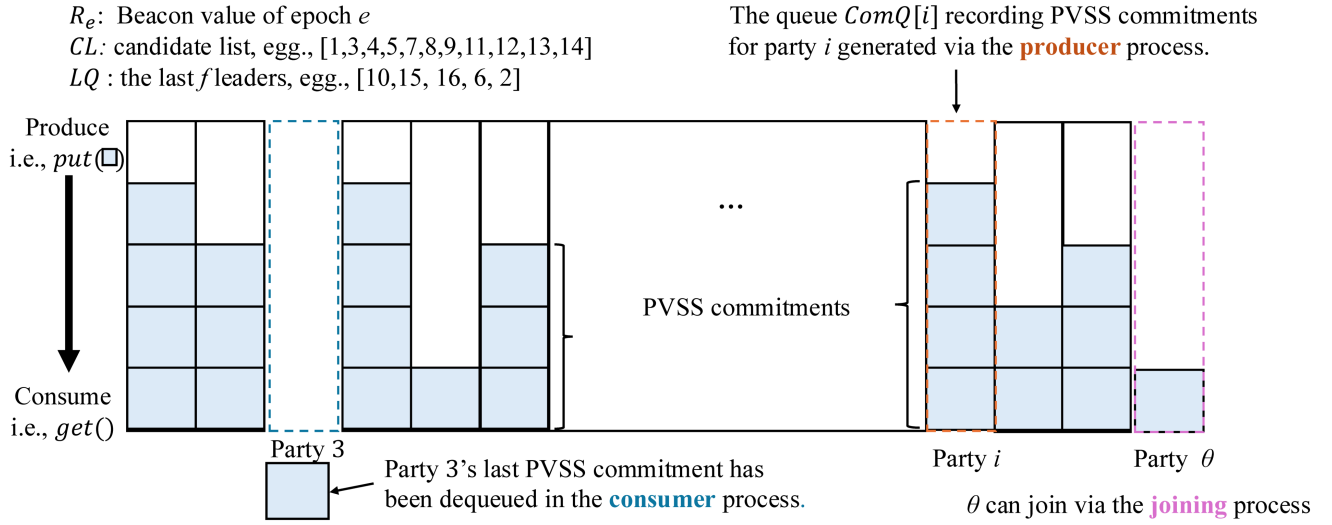 R_e: Beacon value of epoch e
CL: candidate list, egg., [1,3,4,5,7,8,9,11,12,13,14]
LQ : the last f leaders, egg., [10,15, 16, 6, 2]
The queue ComQ[i] recording PVSS commitments
for party i generated via the producer process.
Produce
i.e., put( )
...
PVSS commitments
Consume
i.e., get()
Party 3
Party i
Party θ
Party 3's last PVSS commitment has
been dequeued in the consumer process.
θ can join via the joining process